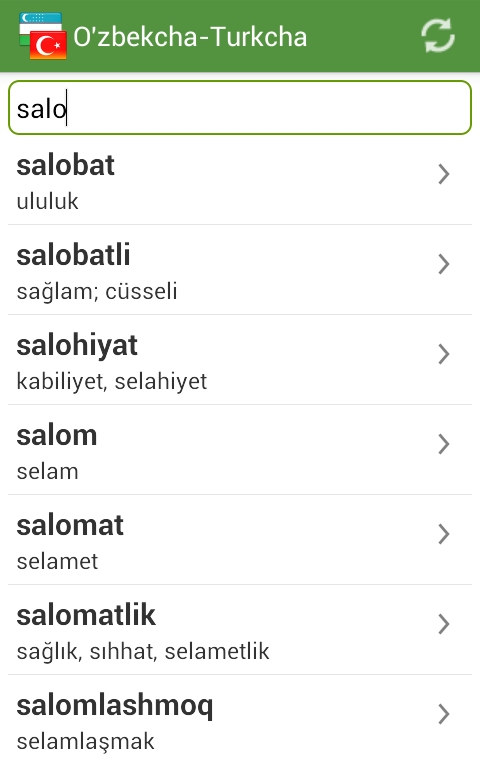 O'zbekcha-Turkcha
salo
salobat
ululuk
salobatli
sağlam; cüsseli
salohiyat
kabiliyet, selahiyet
salom
selam
salomat
selamet
salomatlik
sağlık, sıhhat, selametlik
salomlashmoq
selamlaşmak